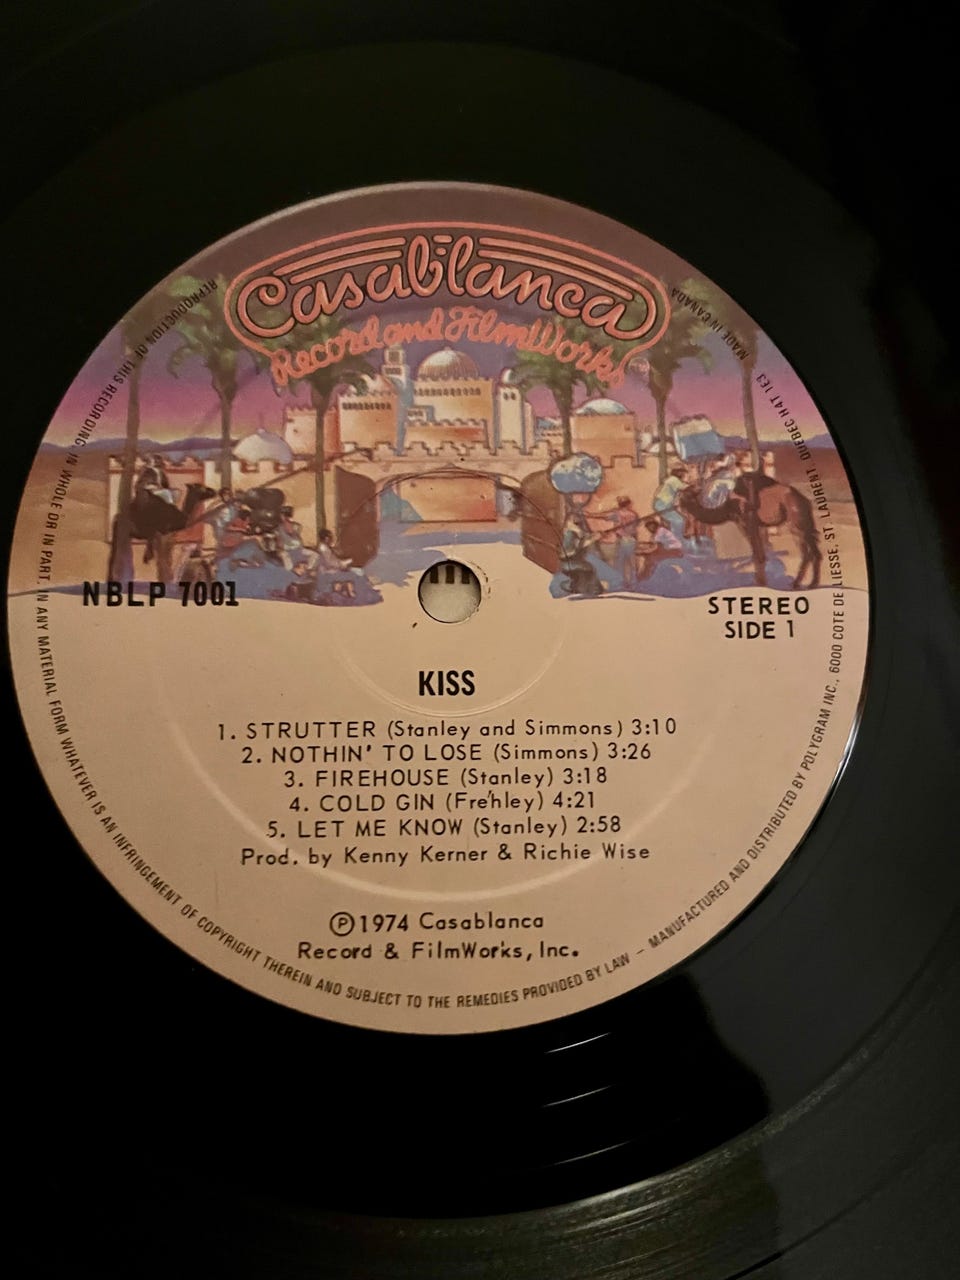 Casablanca
Record and FilmWorks
NBLP 7001
STEREO
SIDE 1
KISS
1. STRUTTER (Stanley and Simmons) 3:10
2. NOTHIN' TO LOSE (Simmons) 3:26
3. FIREHOUSE (Stanley) 3:18
4. COLD GIN (Fre'hley) 4:21
5. LET ME KNOW (Stanley) 2:58
Prod. by Kenny Kerner & Richie Wise
Ⓟ1974 Casablanca
Record & FilmWorks, Inc.
REPRODUCTION OF THIS RECORDING, IN WHOLE OR IN PART, IN ANY MATERIAL FORM WHATEVER IS AN INFRINGEMENT OF COPYRIGHT THEREIN AND SUBJECT TO THE REMEDIES PROVIDED BY LAW – MANUFACTURED AND DISTRIBUTED BY POLYGRAM INC., 6000 COTE DE LIESSE, ST. LAURENT, QUEBEC H4T 1E3 MADE IN CANADA